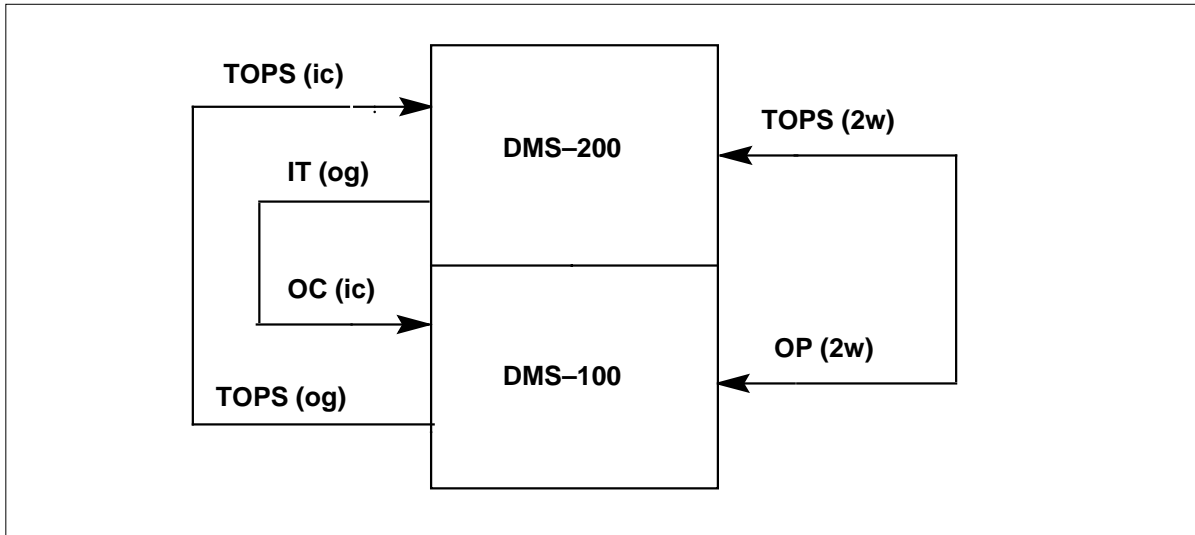 TOPS (ic)
TOPS (2w)
DMS–200
IT (og)
OC (ic)
OP (2w)
DMS–100
TOPS (og)